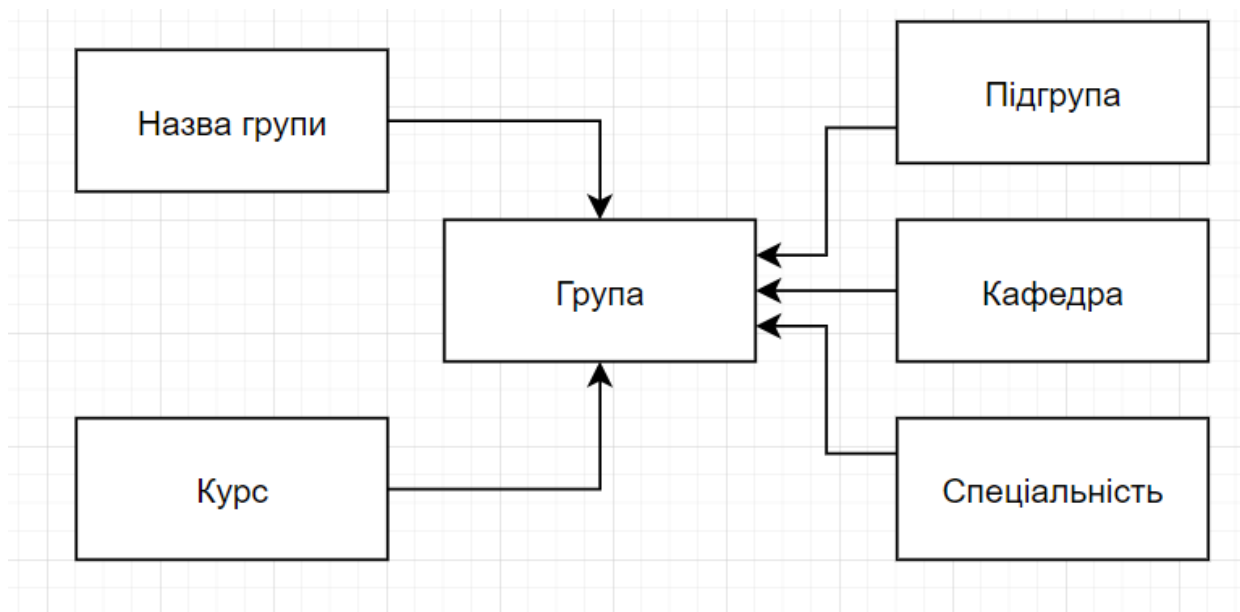 Назва групи
Підгрупа
Група
Кафедра
Курс
Спеціальність